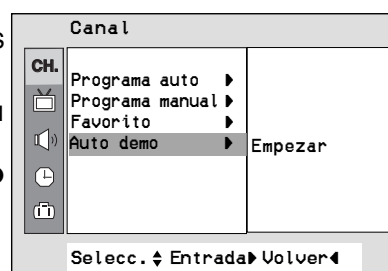 Canal
CH.
Programa auto
Programa manual
Favorito
Auto demo Empezar
Selecc. Entrada Volver